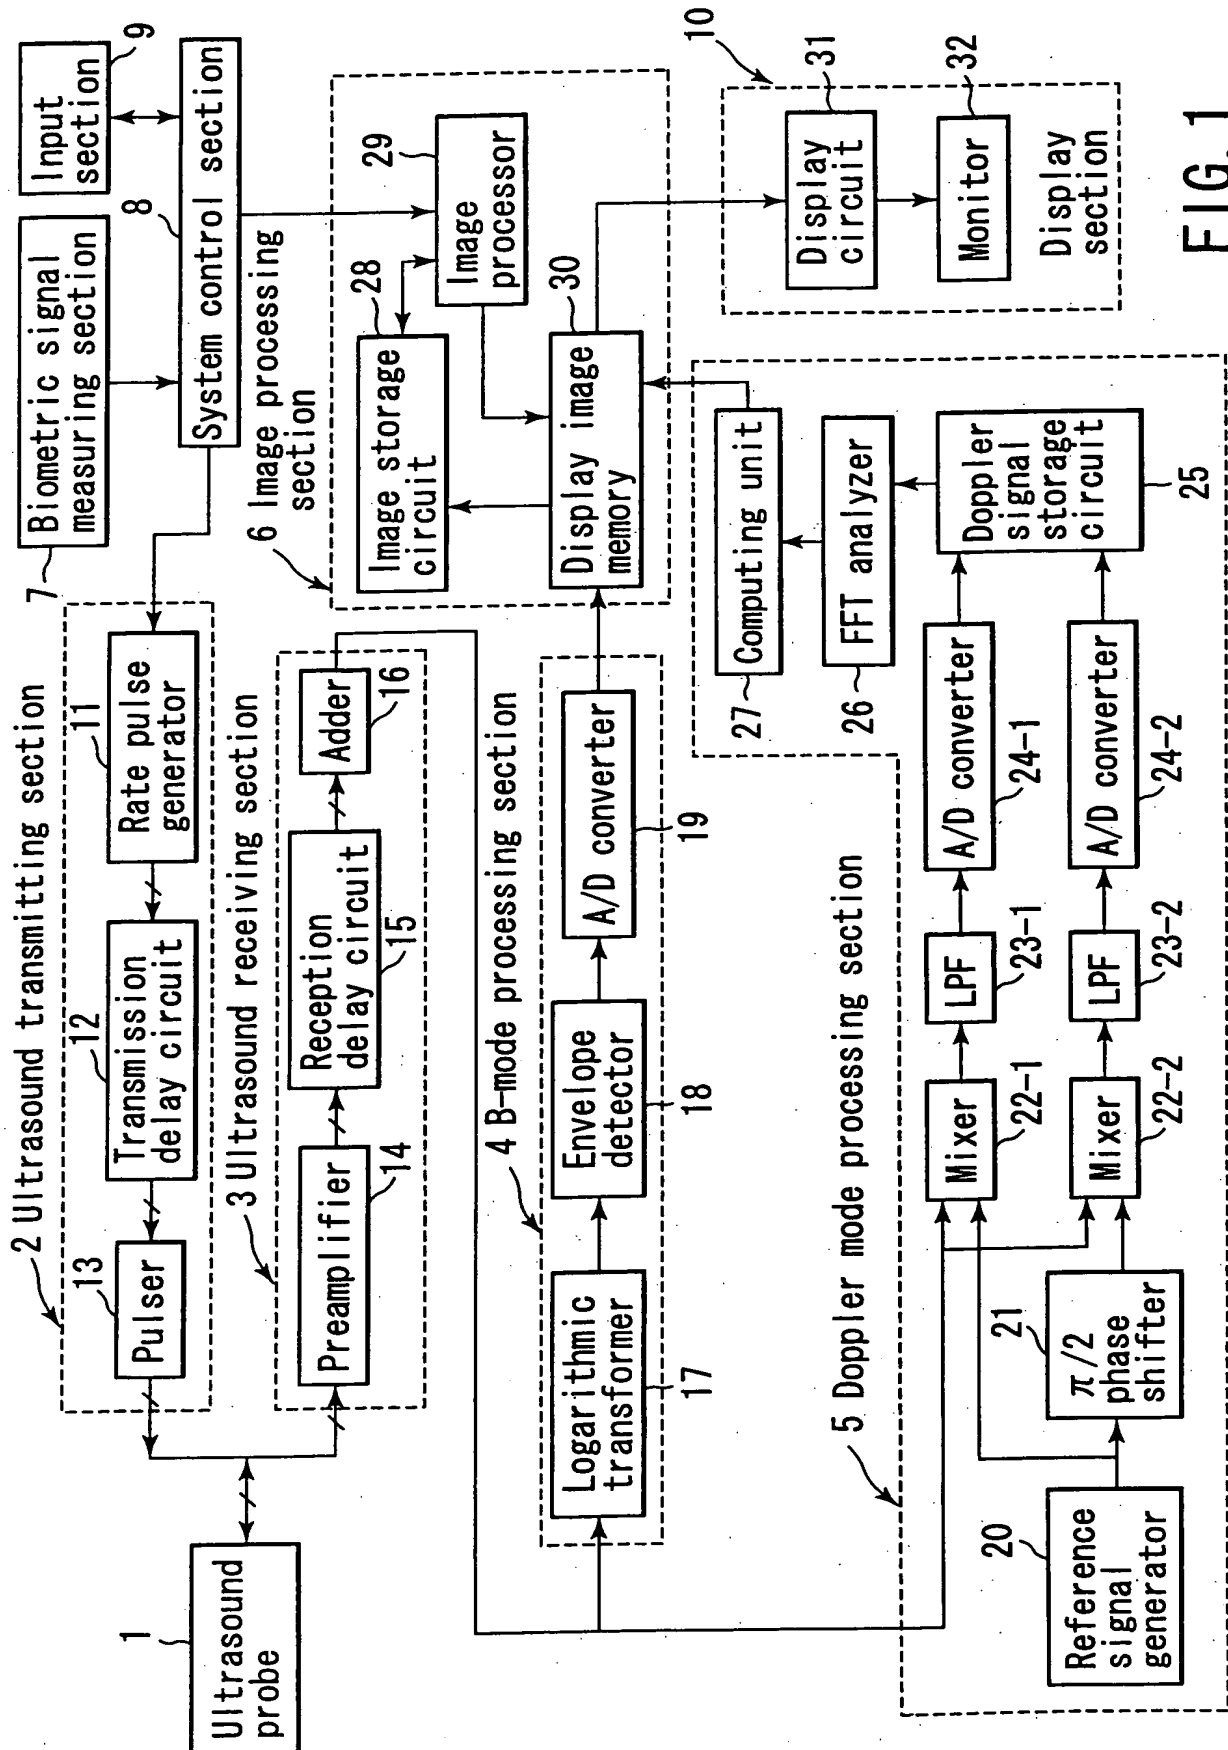 1
Ultrasound
probe
2 Ultrasound transmitting section
13
Pulser
12
Transmission
delay circuit
11
Rate pulse
generator
7
Biometric signal
measuring section
Input
section
9
8
System control section
3 Ultrasound receiving section
Preamplifier
14
Reception
delay circuit
15
Adder
16
6 Image processing
section
28
Image storage
circuit
29
Image
processor
30
Display image
memory
4 B-mode processing section
Logarithmic
transformer
17
Envelope
detector
18
A/D converter
19
10
Display
circuit
31
Monitor
32
Display
section
5 Doppler mode processing section
20
Reference
signal
generator
21
π/2
phase
shifter
Mixer
22-1
LPF
23-1
A/D converter
24-1
Mixer
22-2
LPF
23-2
A/D converter
24-2
27
Computing unit
26
FFT analyzer
Doppler
signal
storage
circuit
25
FIG. 1